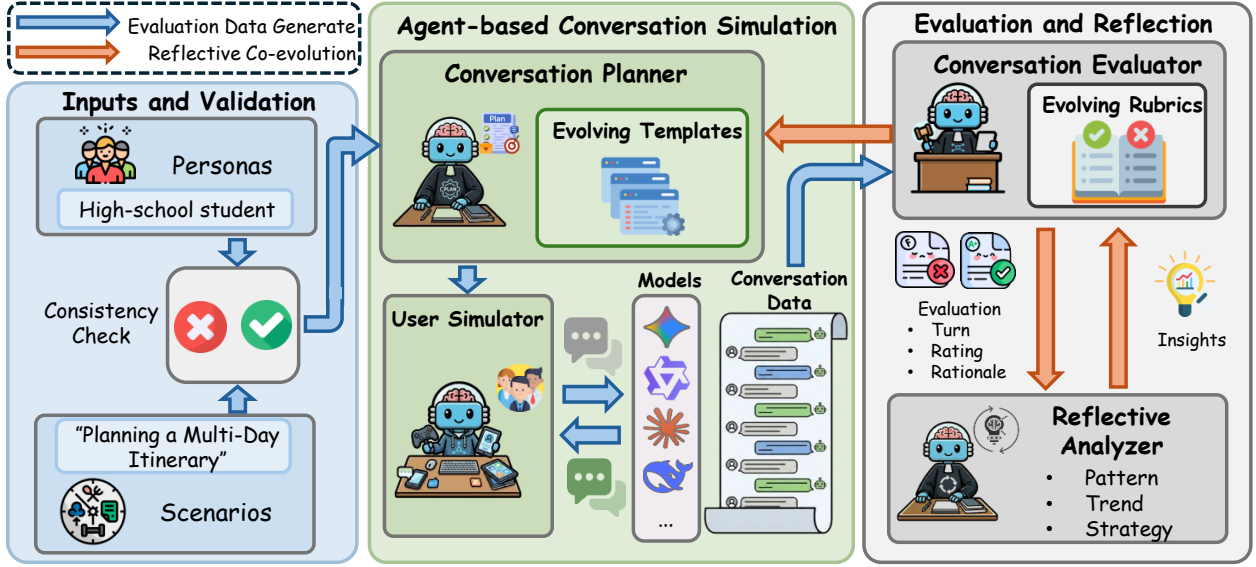 Evaluation Data Generate
Reflective Co-evolution
Inputs and Validation
Personas
High-school student
Consistency
Check
"Planning a Multi-Day
Itinerary"
Scenarios
Agent-based Conversation Simulation
Conversation Planner
Plan
PLAN
Evolving Templates
User Simulator
Models
...
Conversation
Data
Evaluation and Reflection
Conversation Evaluator
Evolving Rubrics
F
A+
Evaluation
• Turn
• Rating
• Rationale
Insights
Reflective
Analyzer
• Pattern
• Trend
• Strategy